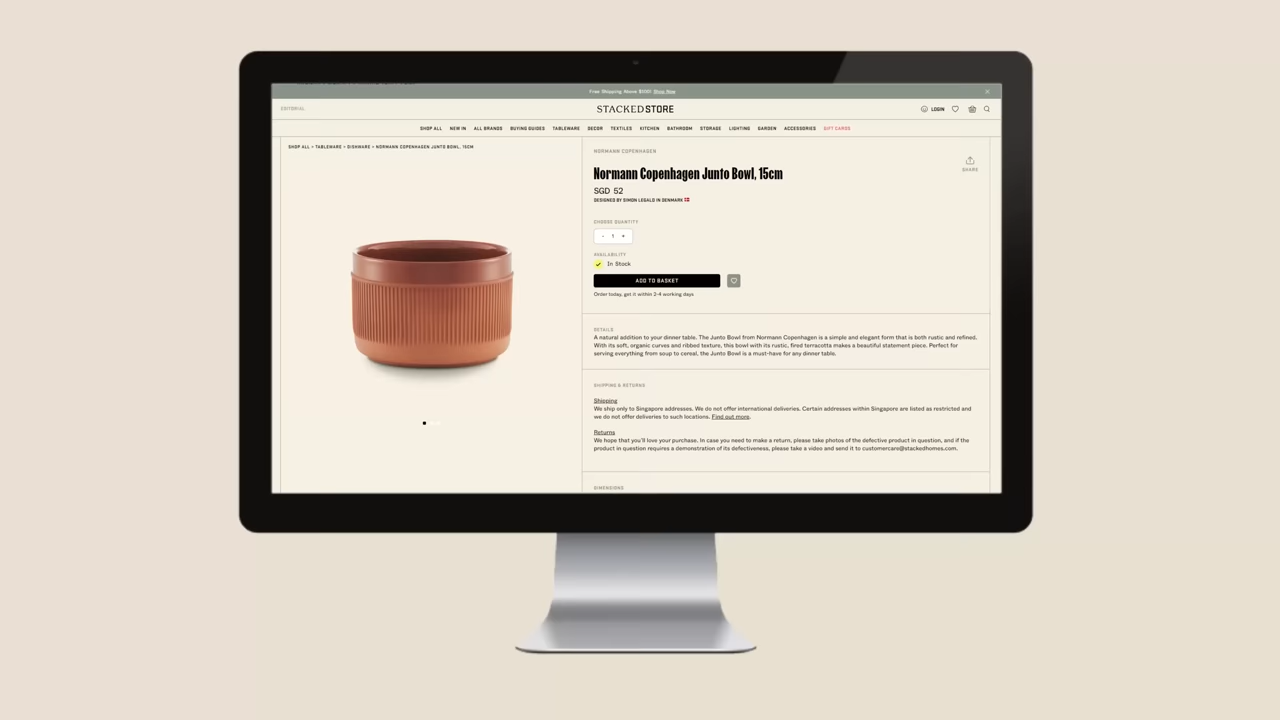 Free Shipping Above $100! Shop Now
EDITORIAL
STACKEDSTORE
LOGIN
SHOP ALL NEW IN ALL BRANDS BUYING GUIDES TABLEWARE DECOR TEXTILES KITCHEN BATHROOM STORAGE LIGHTING GARDEN ACCESSORIES GIFT CARDS
SHOP ALL > TABLEWARE > DISHWARE > NORMANN COPENHAGEN JUNTO BOWL, 15CM
NORMANN COPENHAGEN
SHARE
Normann Copenhagen Junto Bowl, 15cm
SGD 52
DESIGNED BY SIMON LEGALD IN DENMARK
CHOOSE QUANTITY
- 1 +
AVAILABILITY
In Stock
ADD TO BASKET
Order today, get it within 2-4 working days
DETAILS
A natural addition to your dinner table. The Junto Bowl from Normann Copenhagen is a simple and elegant form that is both rustic and refined.
With its soft, organic curves and ribbed texture, this bowl with its rustic, fired terracotta makes a beautiful statement piece. Perfect for
serving everything from soup to cereal, the Junto Bowl is a must-have for any dinner table.
SHIPPING & RETURNS
Shipping
We ship only to Singapore addresses. We do not offer international deliveries. Certain addresses within Singapore are listed as restricted and
we do not offer deliveries to such locations. Find out more.
Returns
We hope that you'll love your purchase. In case you need to make a return, please take photos of the defective product in question, and if the
product in question requires a demonstration of its defectiveness, please take a video and send it to customercare@stackedhomes.com.
DIMENSIONS